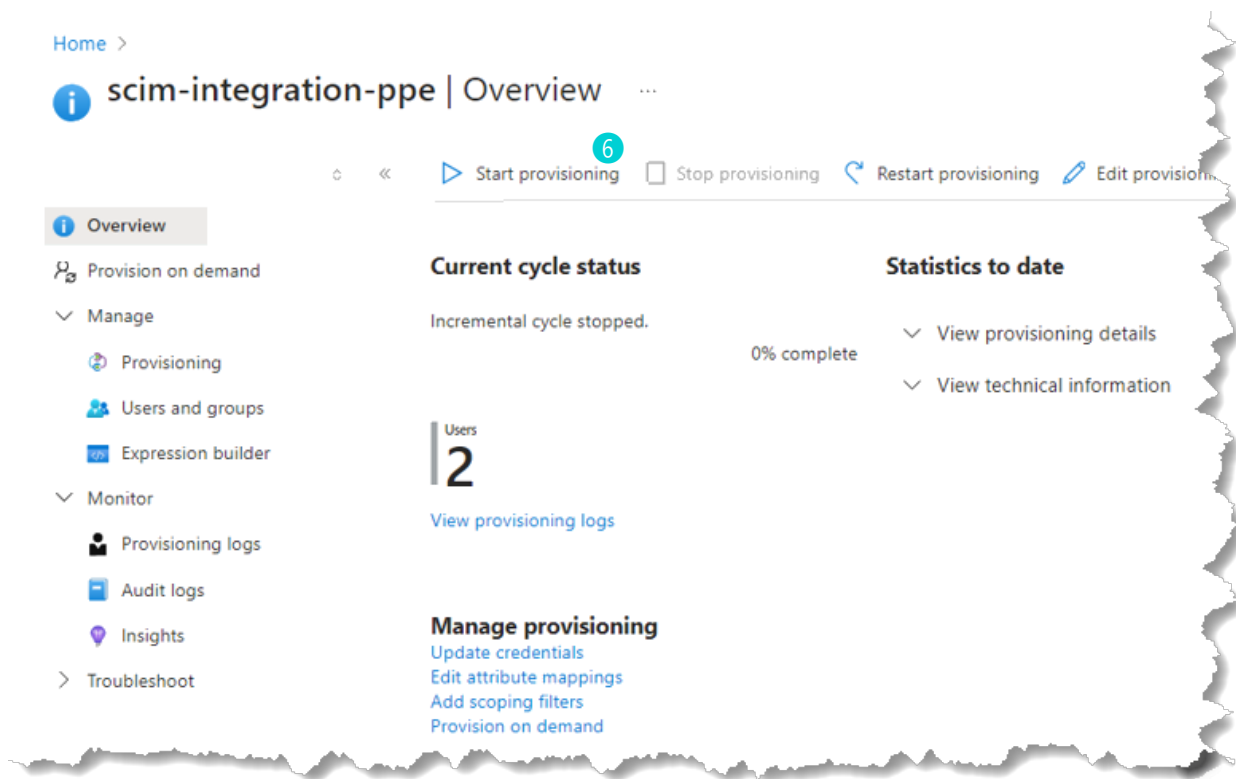 Home >
scim-integration-ppe | Overview ...
6
Start provisioning Stop provisioning Restart provisioning Edit
Overview
Provision on demand
Manage
Provisioning
Users and groups
Expression builder
Monitor
Provisioning logs
Audit logs
Insights
Troubleshoot
Current cycle status
Incremental cycle stopped.
0% complete
Users
2
View provisioning logs
Manage provisioning
Update credentials
Edit attribute mappings
Add scoping filters
Provision on demand
Statistics to date
View provisioning details
View technical information